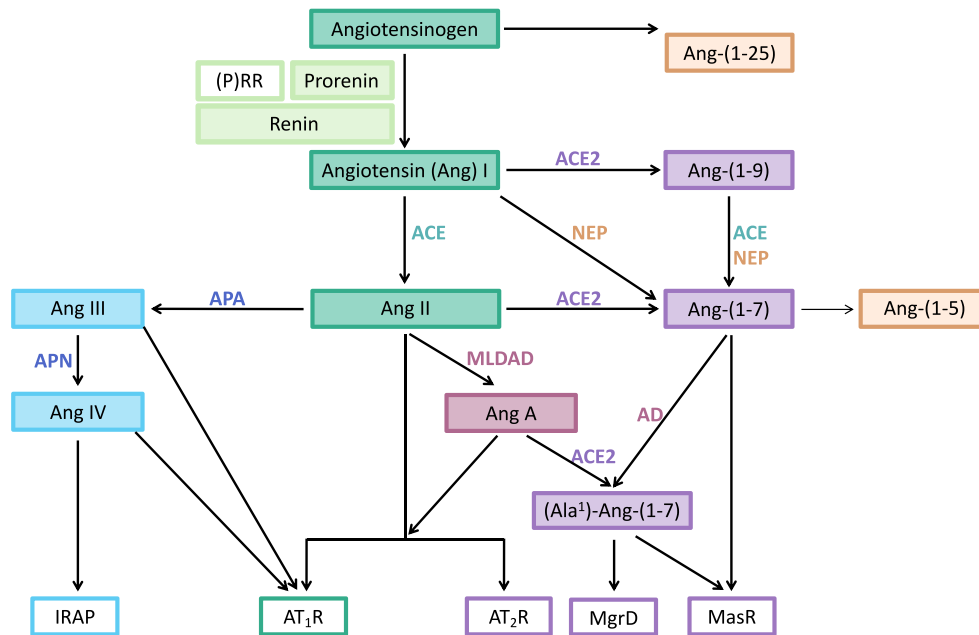 Angiotensinogen
Ang-(1-25)
(P)RR
Prorenin
Renin
Angiotensin (Ang) I
ACE2
Ang-(1-9)
ACE
NEP
ACE
NEP
Ang III
APA
Ang II
ACE2
Ang-(1-7)
Ang-(1-5)
APN
MLDAD
Ang IV
Ang A
AD
ACE2
(Ala¹)-Ang-(1-7)
IRAP
AT₁R
AT₂R
MgrD
MasR